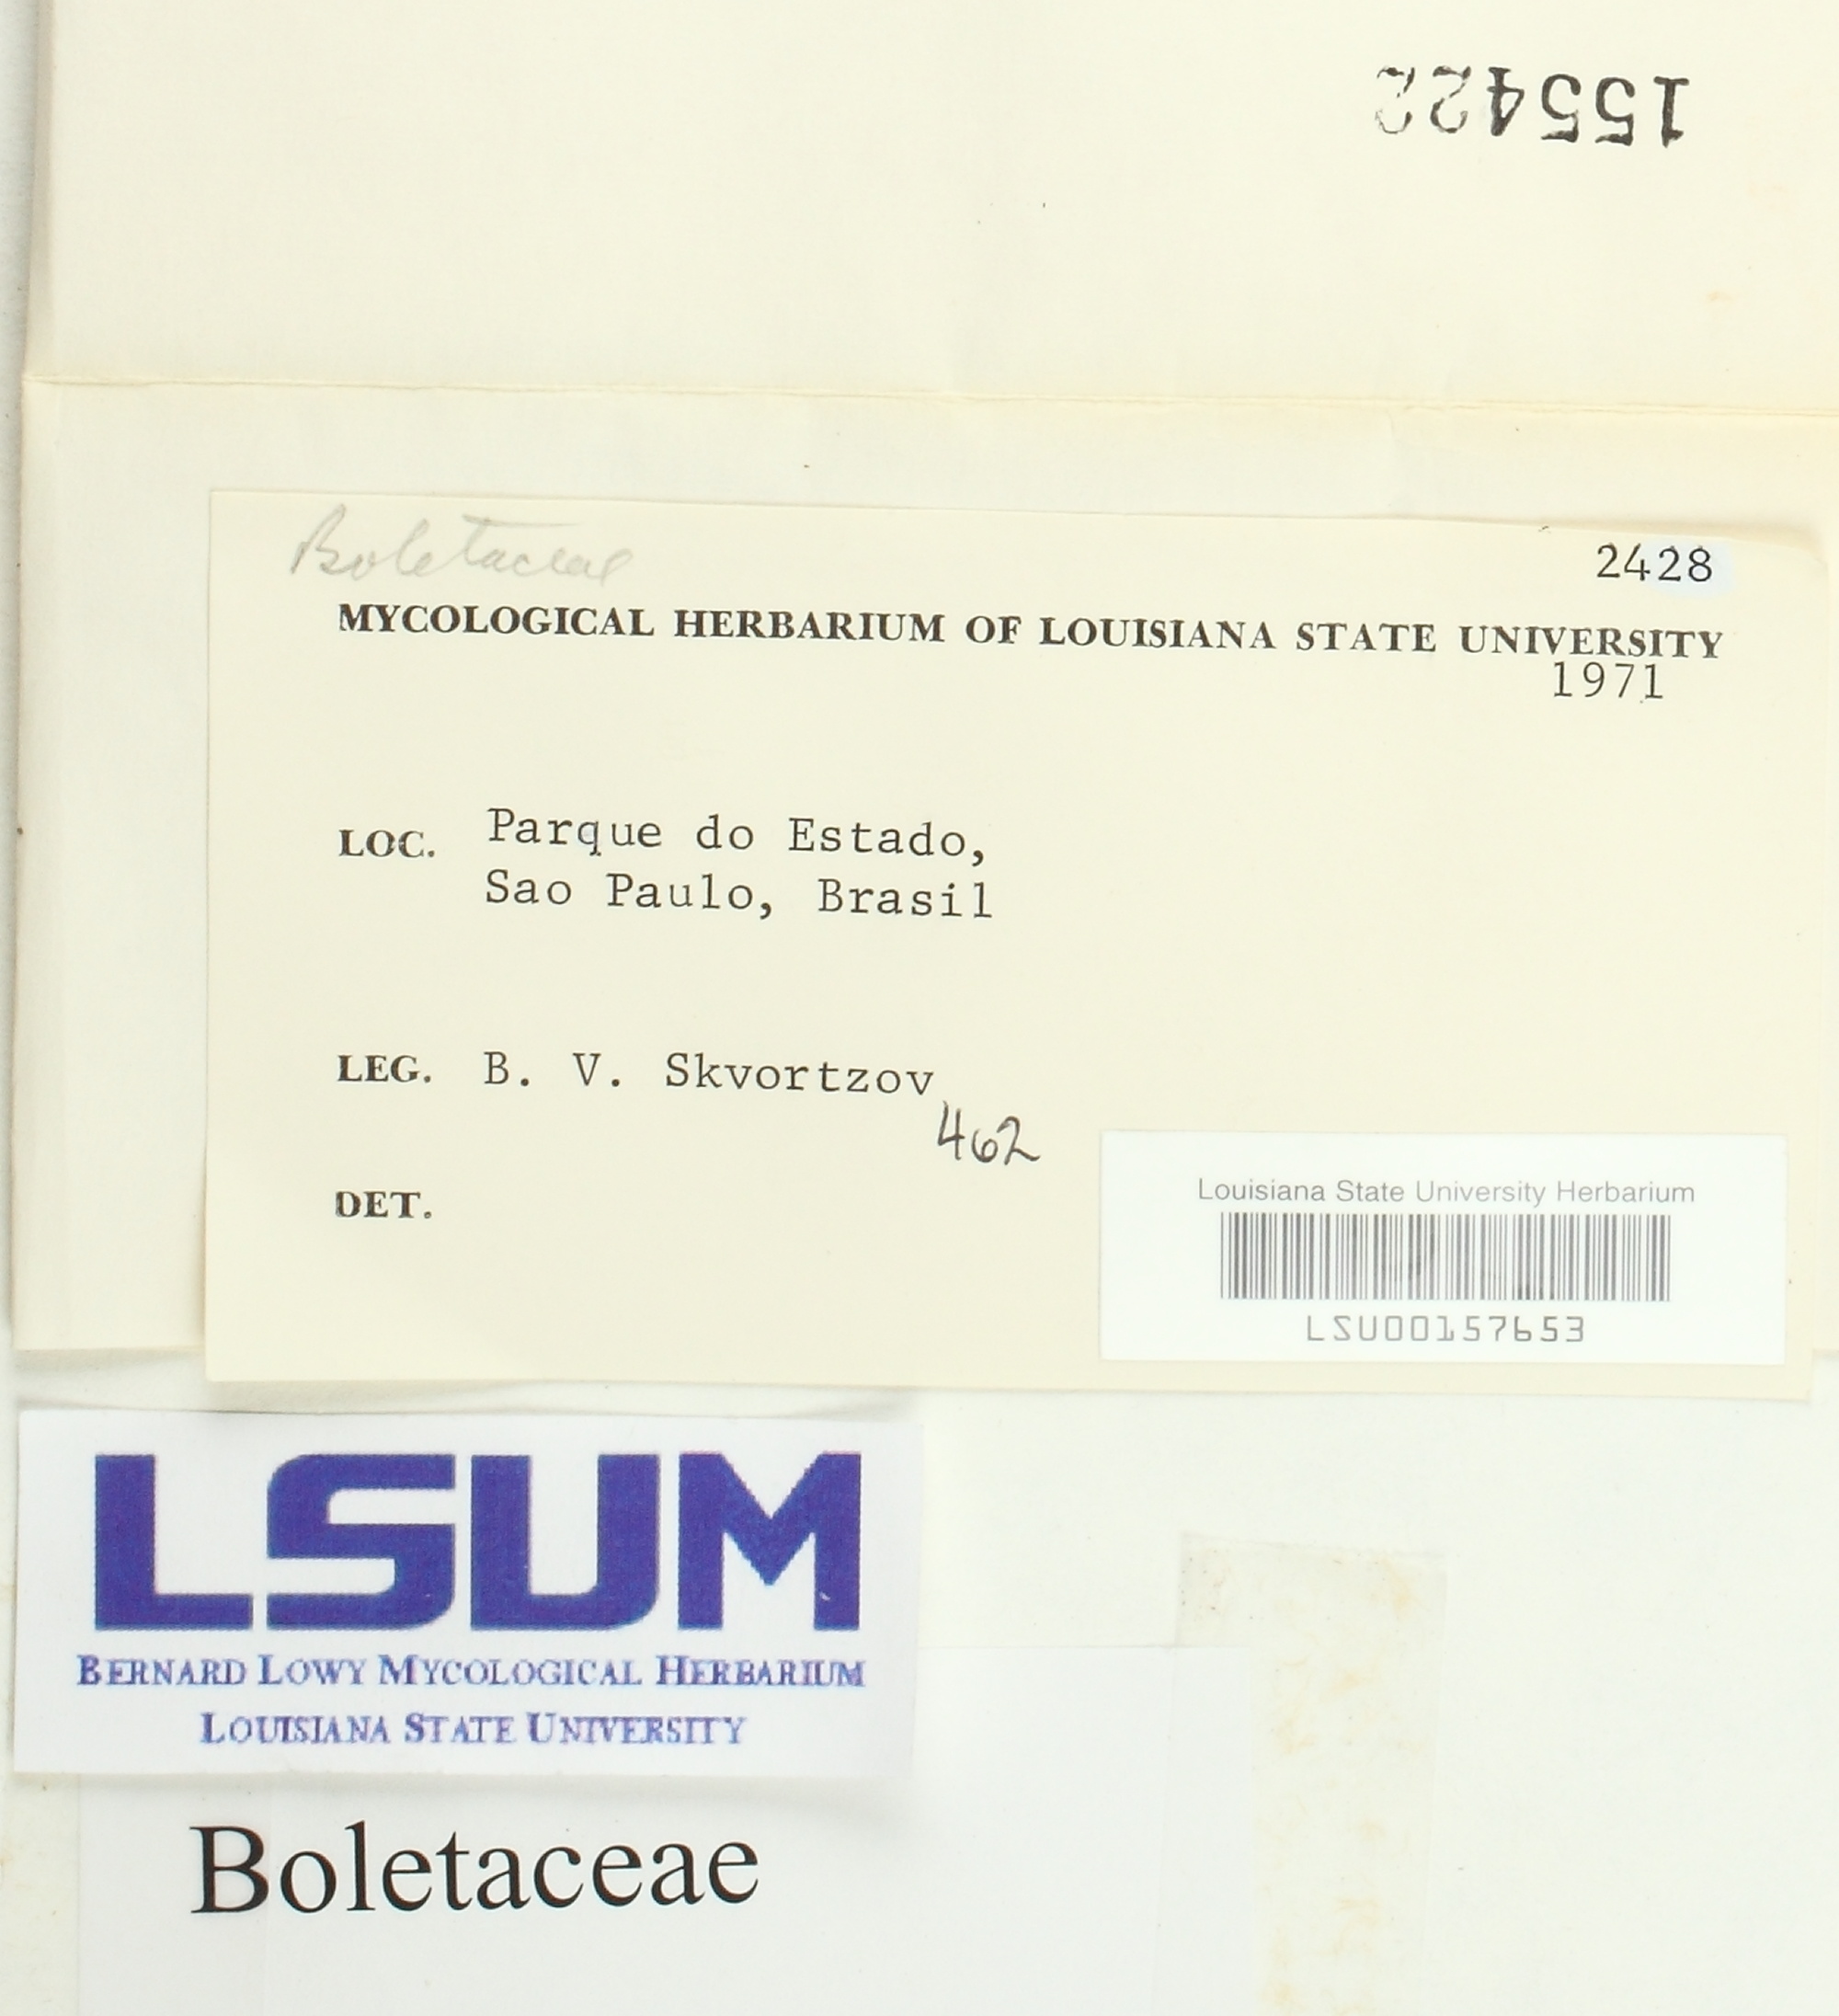 155422
Boletaceae
2428
MYCOLOGICAL HERBARIUM OF LOUISIANA STATE UNIVERSITY
1971
LOC. Parque do Estado,
Sao Paulo, Brasil
LEG. B. V. Skvortzov
462
DET.
Louisiana State University Herbarium
LSU00157653
LSUM
BERNARD LOWY MYCOLOGICAL HERBARIUM
LOUISIANA STATE UNIVERSITY
Boletaceae